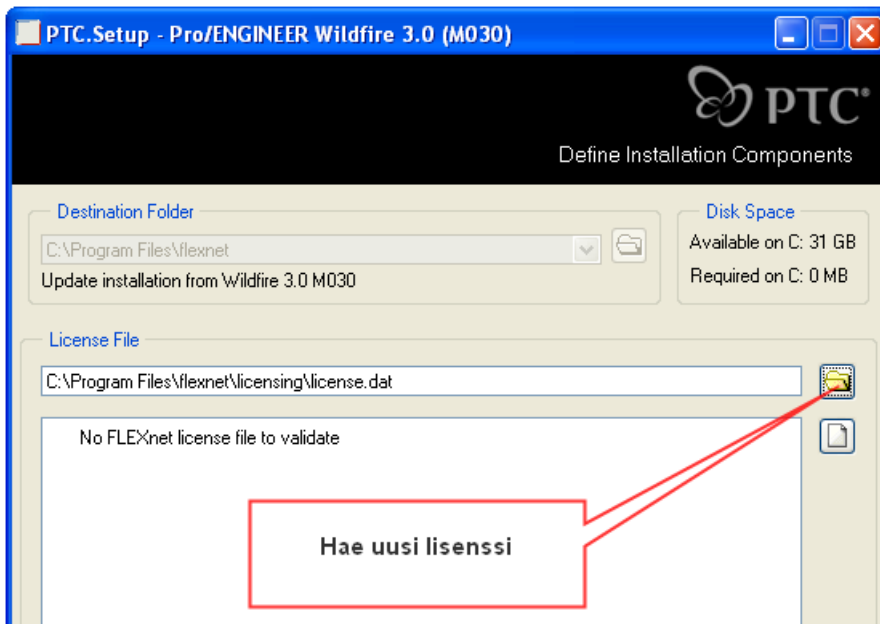 PTC.Setup - Pro/ENGINEER Wildfire 3.0 (M030)
PTC®
Define Installation Components
Destination Folder
C:\Program Files\flexnet
Update installation from Wildfire 3.0 M030
Disk Space
Available on C: 31 GB
Required on C: 0 MB
License File
C:\Program Files\flexnet\licensing\license.dat
No FLEXnet license file to validate
Hae uusi lisenssi